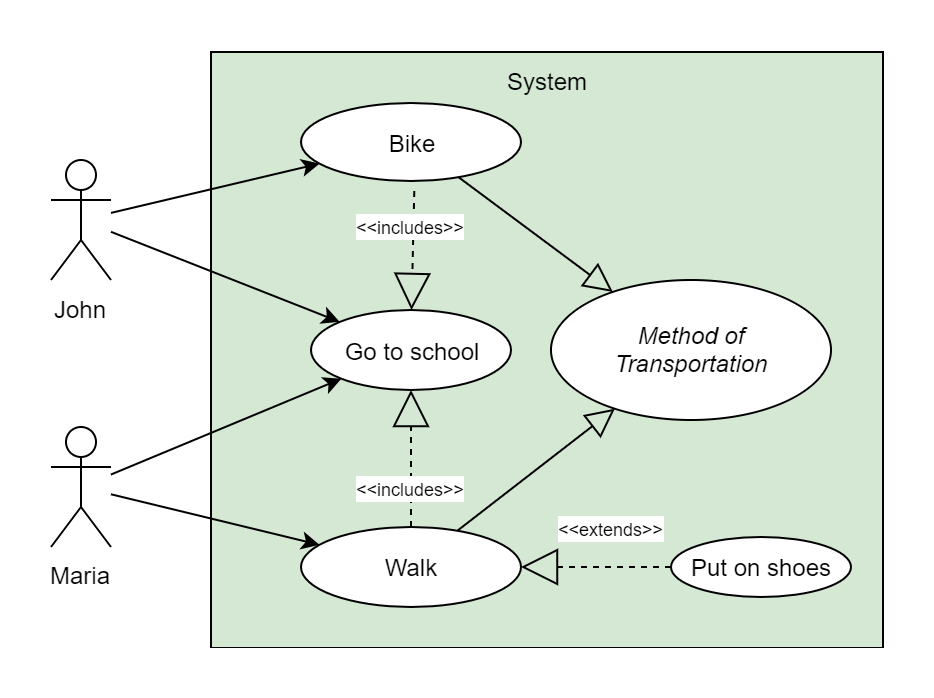 System
Bike
<<includes>>
John
Go to school
Method of
Transportation
<<includes>>
<<extends>>
Maria
Walk
Put on shoes